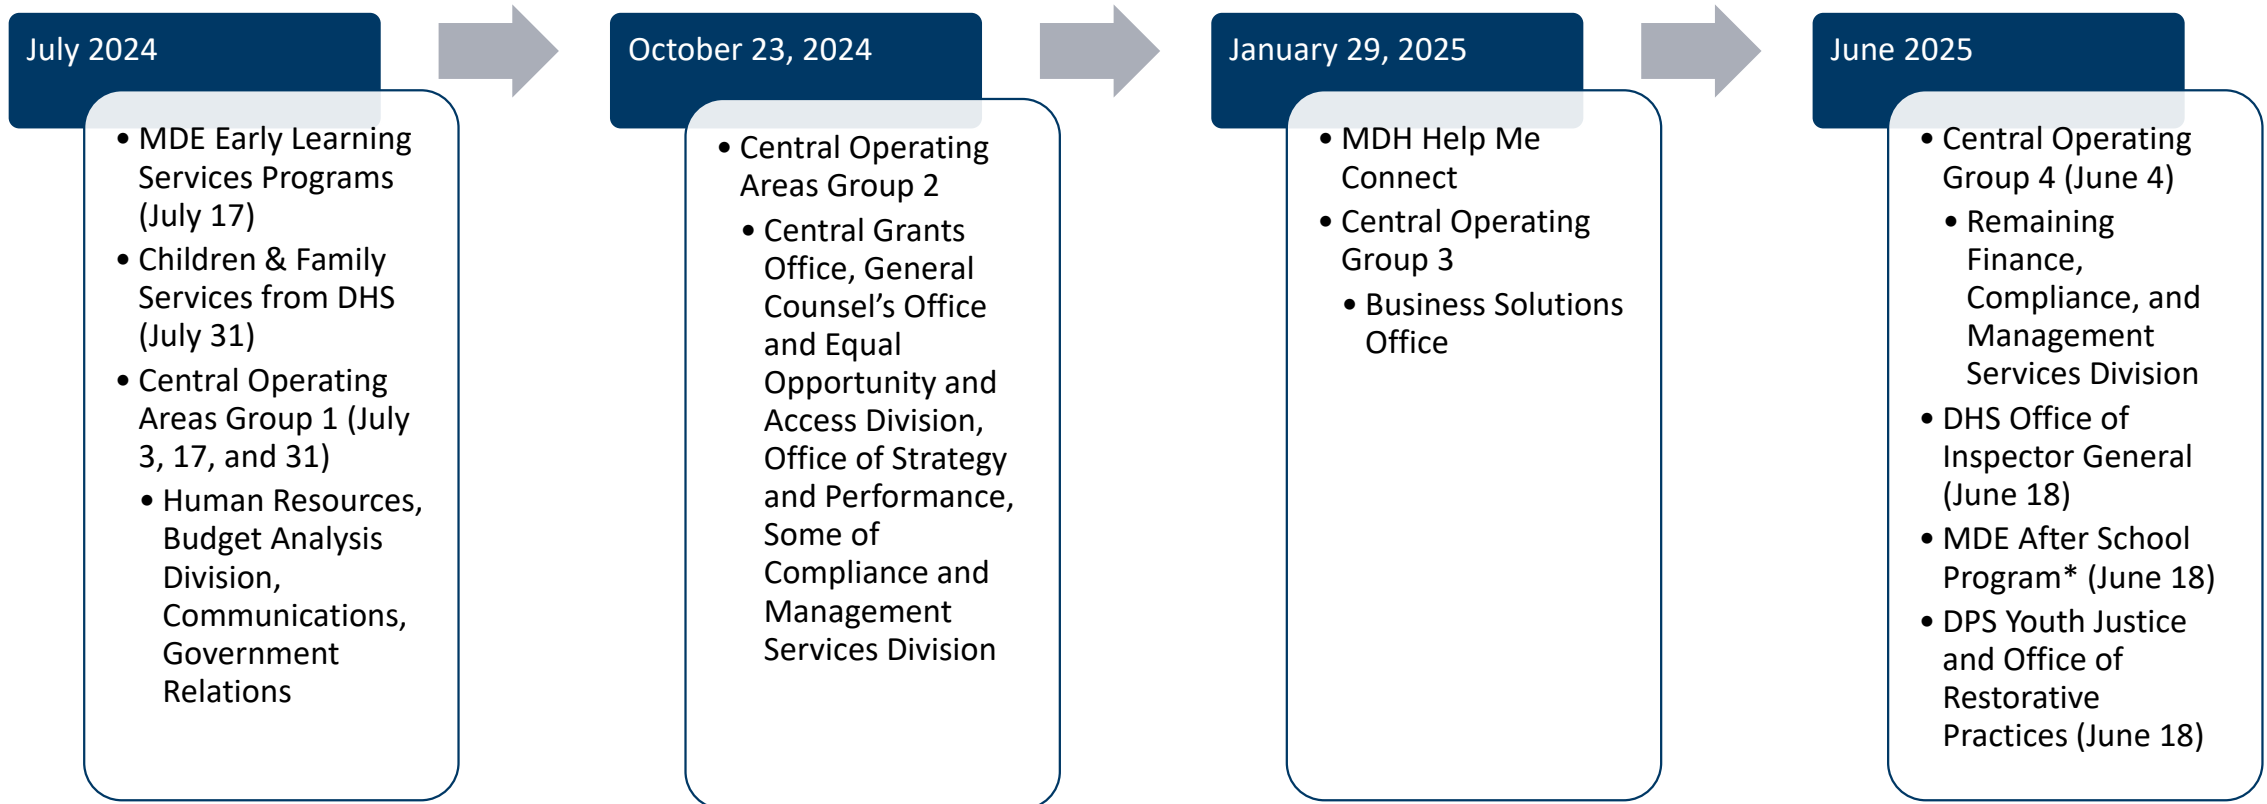 July 2024
• MDE Early Learning
Services Programs
(July 17)
• Children & Family
Services from DHS
(July 31)
• Central Operating
Areas Group 1 (July
3, 17, and 31)
• Human Resources,
Budget Analysis
Division,
Communications,
Government
Relations
October 23, 2024
• Central Operating
Areas Group 2
• Central Grants
Office, General
Counsel’s Office
and Equal
Opportunity and
Access Division,
Office of Strategy
and Performance,
Some of
Compliance and
Management
Services Division
January 29, 2025
• MDH Help Me
Connect
• Central Operating
Group 3
• Business Solutions
Office
June 2025
• Central Operating
Group 4 (June 4)
• Remaining
Finance,
Compliance, and
Management
Services Division
• DHS Office of
Inspector General
(June 18)
• MDE After School
Program* (June 18)
• DPS Youth Justice
and Office of
Restorative
Practices (June 18)